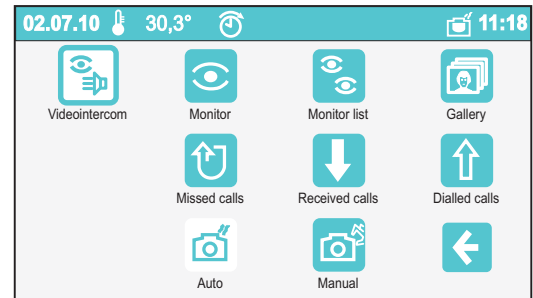 02.07.10 30,3° 11:18
Videointercom Monitor Monitor list Gallery
Missed calls Received calls Dialled calls
Auto Manual